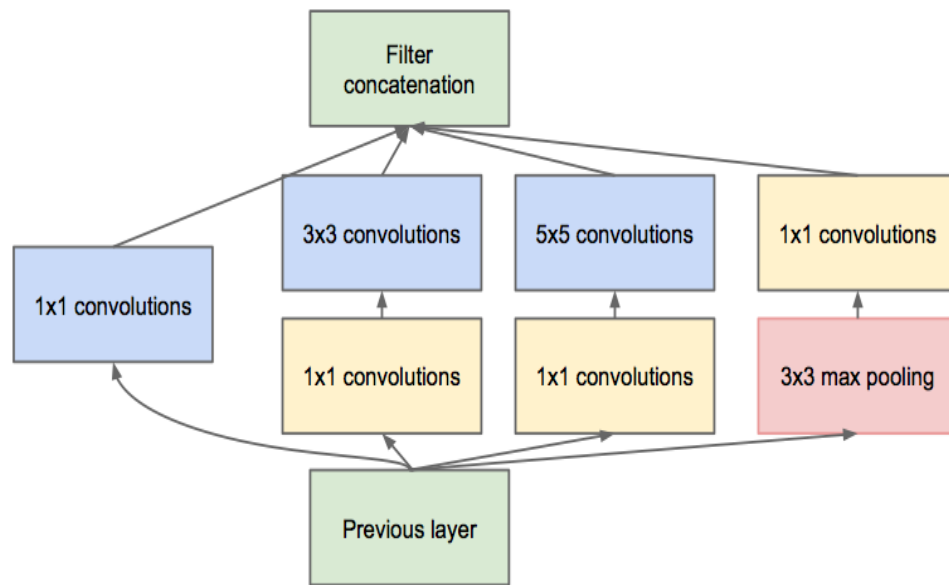 Filter
concatenation
3x3 convolutions
5x5 convolutions
1x1 convolutions
1x1 convolutions
1x1 convolutions
1x1 convolutions
3x3 max pooling
Previous layer